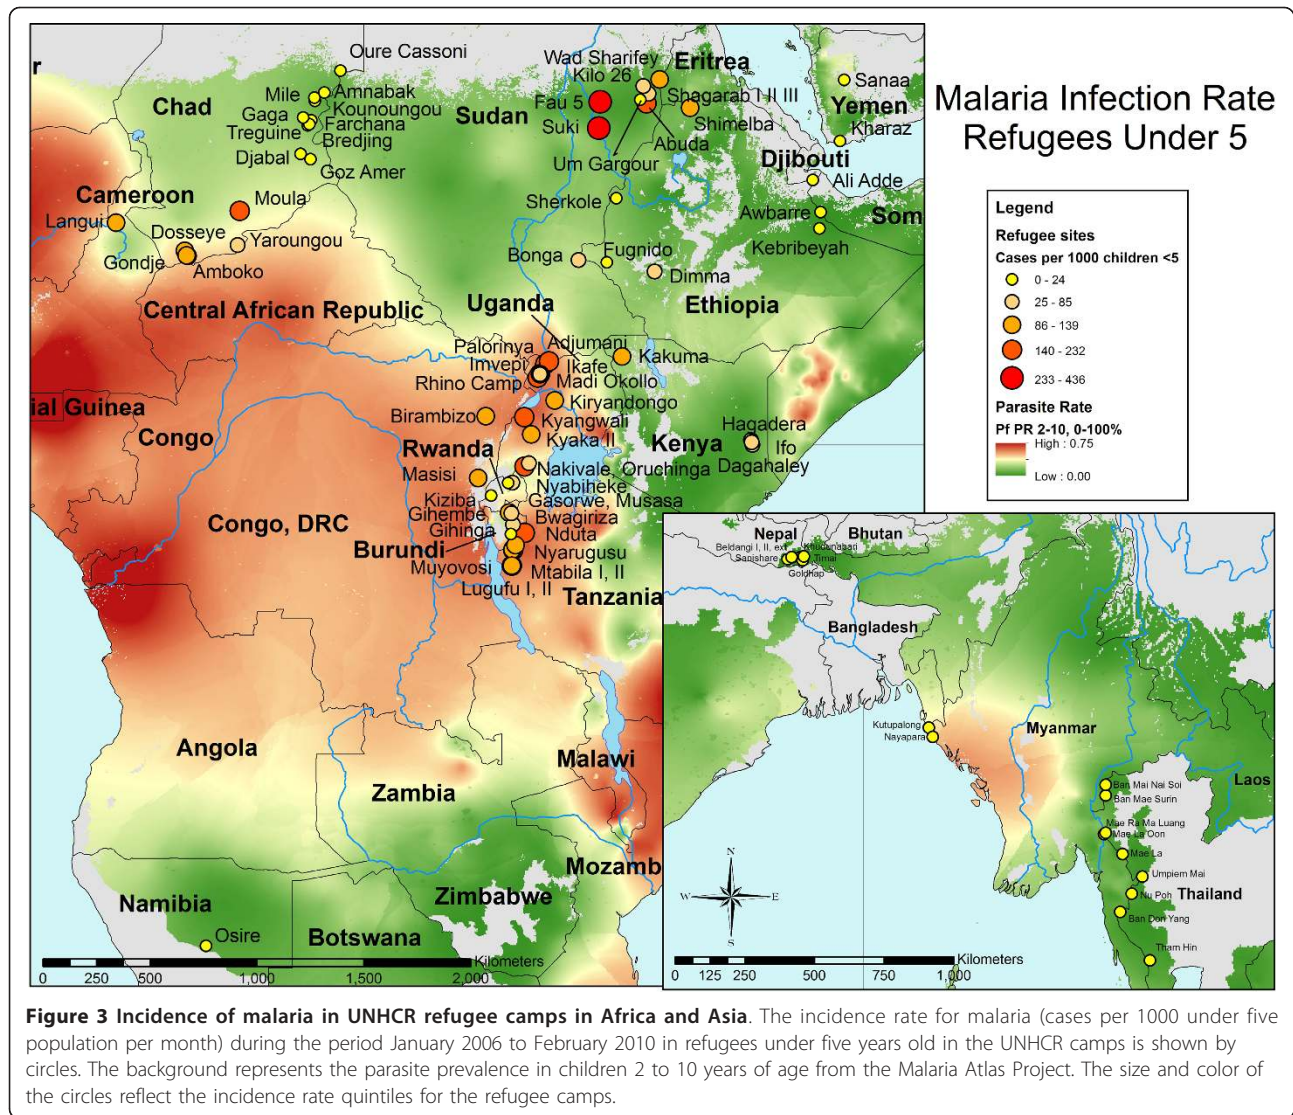 Malaria Infection Rate
Refugees Under 5
Legend
Refugee sites
Cases per 1000 children <5
0 - 24
25 - 85
86 - 139
140 - 232
233 - 436
Parasite Rate
Pf PR 2-10, 0-100%
High : 0.75
Low : 0.00
r
Oure Cassoni
Chad
Mile
Amnabak
Kounoungou
Gaga
Farchana
Treguine
Bredjing
Djabal
Goz Amer
Cameroon
Langui
Moula
Dosseye
Yaroungou
Gondje
Amboko
Central African Republic
Sudan
Wad Sharifey
Kilo 26
Eritrea
Fau 5
Shagarab I II III
Suki
Shimelba
Abuda
Um Gargour
Sanaa
Yemen
Kharaz
Djibouti
Ali Adde
Sherkole
Awbarre
Som
Kebribeyah
Bonga
Fugnido
Dimma
Ethiopia
Uganda
Palorinya
Adjumani
Imvepi
Ikafe
Kakuma
Rhino Camp
Madi Okollo
Kiryandongo
Birambizo
Kyangwali
Kyaka II
Kenya
Hagadera
Ifo
Dagahaley
Rwanda
Masisi
Nakivale, Oruchinga
Nyabiheke
Kiziba
Gasorwe, Musasa
Gihembe
Bwagiriza
Gihinga
Nduta
Burundi
Nyarugusu
Muyovosi
Mtabila I, II
Lugufu I, II
Tanzania
ial Guinea
Congo
Congo, DRC
Angola
Zambia
Malawi
Mozamb
Zimbabwe
Namibia
Osire
Botswana
Kilometers
0 250 500 1,000 1,500 2,000
Nepal
Bhutan
Beldangi I, II, ext
Khudunabari
Sanishare
Timai
Goldhap
Bangladesh
Kutupalong
Nayapara
Myanmar
Laos
Ban Mai Nai Soi
Ban Mae Surin
Mae Ra Ma Luang
Mae La Oon
Mae La
Umpiem Mai
Nu Poh
Thailand
Ban Don Yang
Tham Hin
N
W E
S
Kilometers
0 125 250 500 750 1,000
Figure 3 Incidence of malaria in UNHCR refugee camps in Africa and Asia. The incidence rate for malaria (cases per 1000 under five
population per month) during the period January 2006 to February 2010 in refugees under five years old in the UNHCR camps is shown by
circles. The background represents the parasite prevalence in children 2 to 10 years of age from the Malaria Atlas Project. The size and color of
the circles reflect the incidence rate quintiles for the refugee camps.